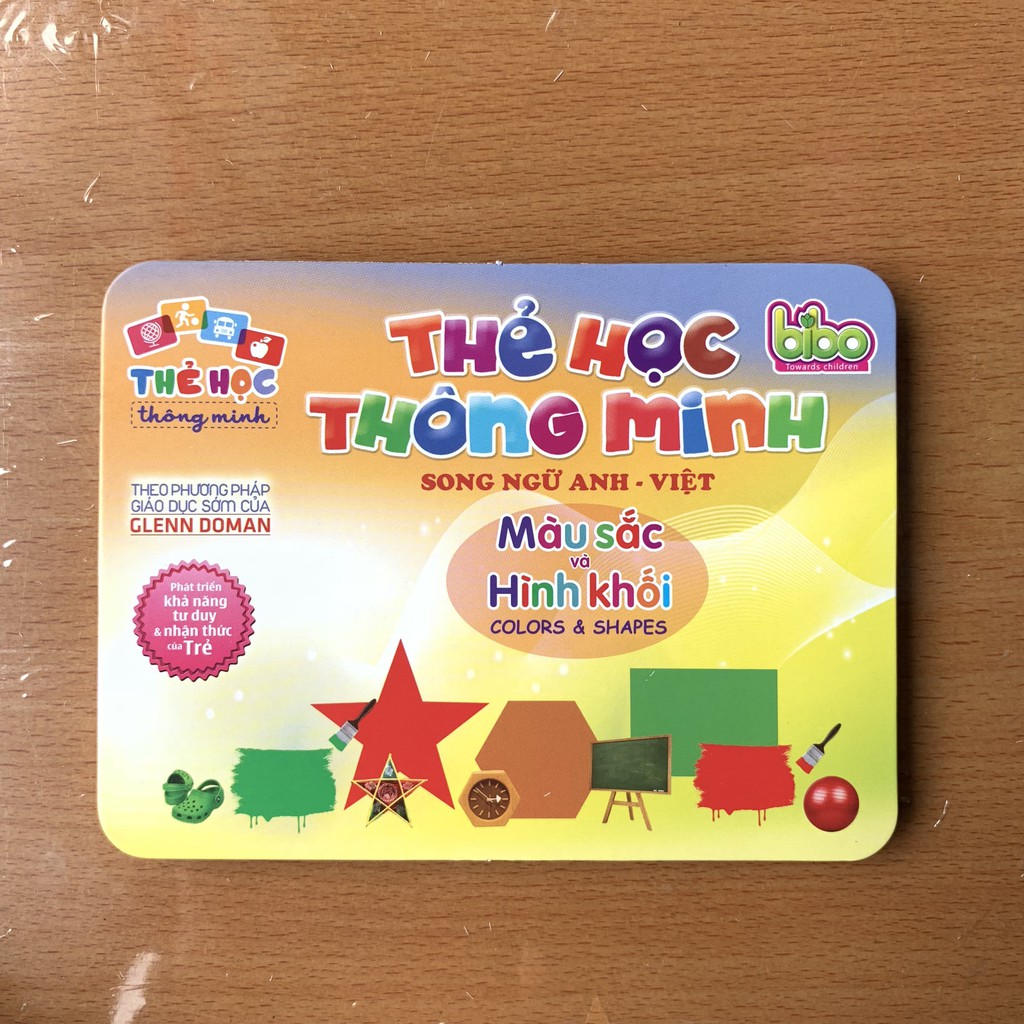 THẺ HỌC
thông minh
THẺ HỌC
THÔNG MINH
bibo
Towards children
SONG NGỮ ANH - VIỆT
THEO PHƯƠNG PHÁP
GIÁO DỤC SỚM CỦA
GLENN DOMAN
Màu sắc
và
Hình khối
COLORS & SHAPES
Phát triển
khả năng
tư duy
& nhận thức
của Trẻ